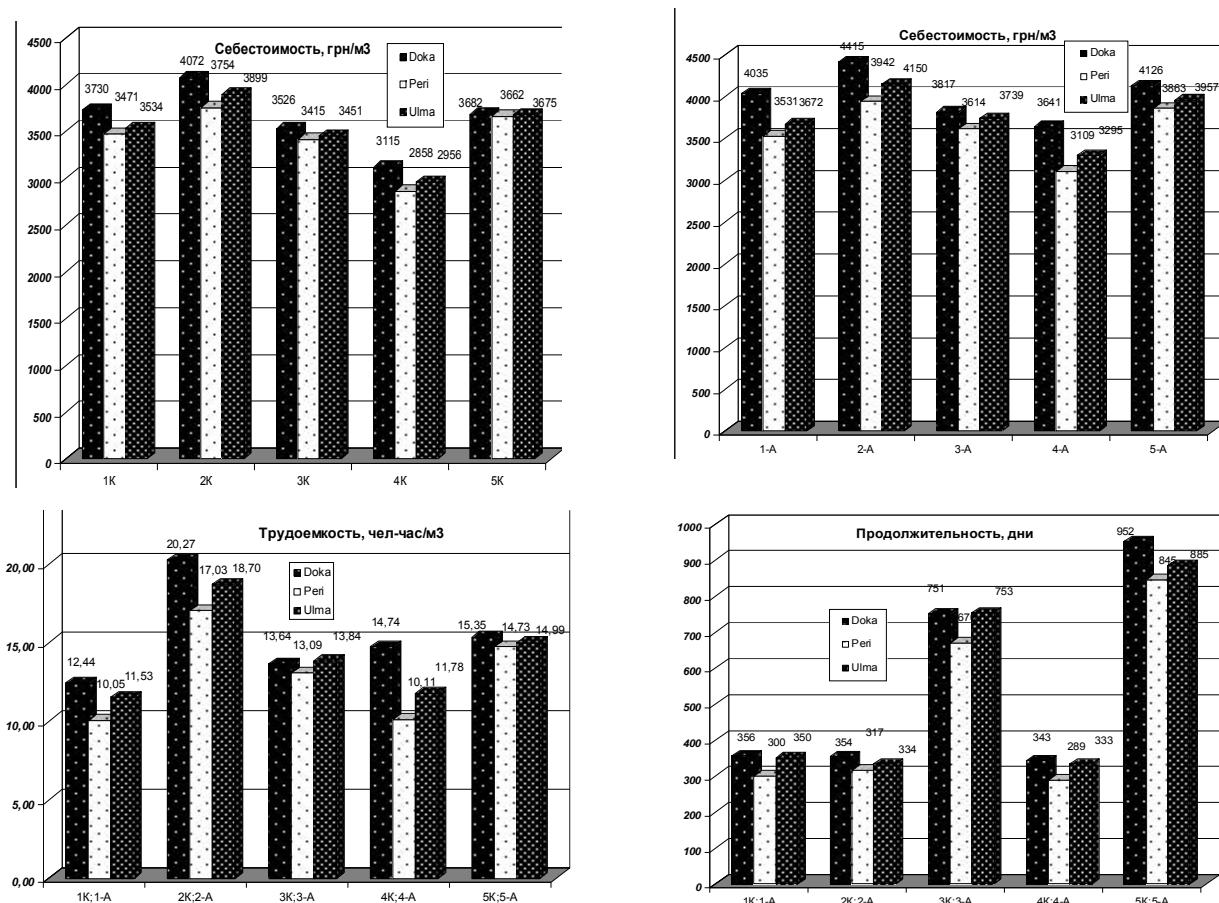 Себестоимость, грн/м3
4500
4000
3500
3000
2500
2000
1500
1000
500
0
3730 3471 3534
4072 3754 3899
3526 3415 3451
3115 2858 2956
3682 3662 3675
Doka
Peri
Ulma
1К 2К 3К 4К 5К
Себестоимость, грн/м3
4500
4000
3500
3000
2500
2000
1500
1000
500
0
4035 3531 3672
4415 3942 4150
3817 3614 3739
3641 3109 3295
4126 3863 3957
Doka
Peri
Ulma
1-А 2-А 3-А 4-А 5-А
Трудоемкость, чел-час/м3
20,00
15,00
10,00
5,00
0,00
12,44 10,05 11,53
20,27 17,03 18,70
13,64 13,09 13,84
14,74 10,11 11,78
15,35 14,73 14,99
Doka
Peri
Ulma
1К;1-А 2К;2-А 3К;3-А 4К;4-А 5К;5-А
Продолжительность, дни
1000
900
800
700
600
500
400
300
200
100
0
356 300 350
354 317 334
751 753
343 289 333
952 845 885
Doka
Peri
Ulma
1К;1-А 2К;2-А 3К;3-А 4К;4-А 5К;5-А